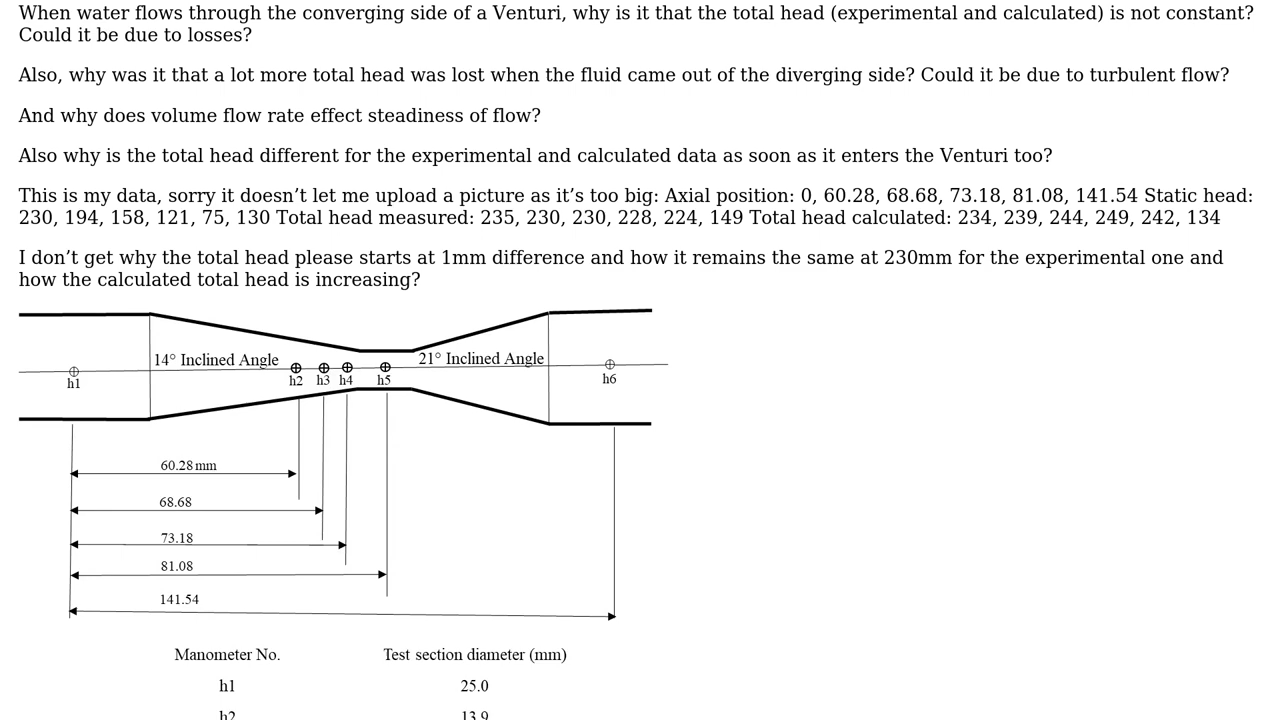 When water flows through the converging side of a Venturi, why is it that the total head (experimental and calculated) is not constant?
Could it be due to losses?
Also, why was it that a lot more total head was lost when the fluid came out of the diverging side? Could it be due to turbulent flow?
And why does volume flow rate effect steadiness of flow?
Also why is the total head different for the experimental and calculated data as soon as it enters the Venturi too?
This is my data, sorry it doesn’t let me upload a picture as it’s too big: Axial position: 0, 60.28, 68.68, 73.18, 81.08, 141.54 Static head:
230, 194, 158, 121, 75, 130 Total head measured: 235, 230, 230, 228, 224, 149 Total head calculated: 234, 239, 244, 249, 242, 134
I don’t get why the total head please starts at 1mm difference and how it remains the same at 230mm for the experimental one and
how the calculated total head is increasing?
14° Inclined Angle
21° Inclined Angle
h1
h2
h3
h4
h5
h6
60.28 mm
68.68
73.18
81.08
141.54
Manometer No. Test section diameter (mm)
h1 25.0
h2 13.9